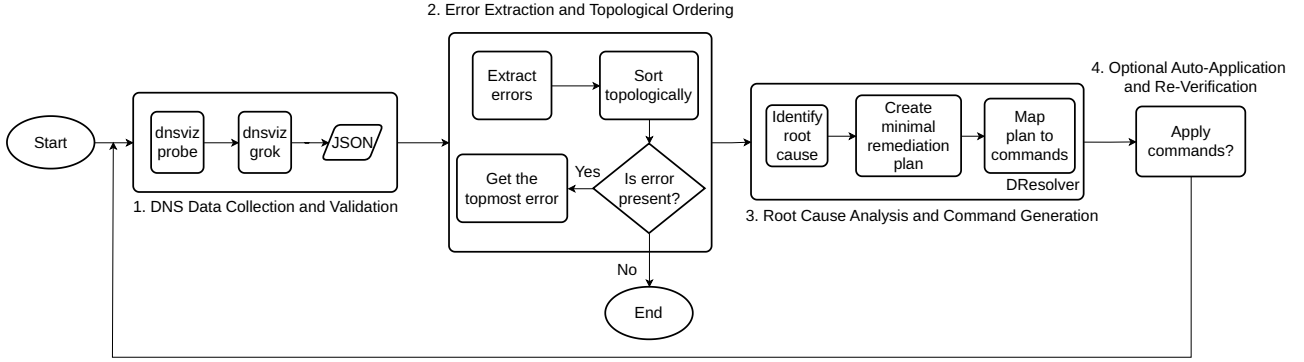 2. Error Extraction and Topological Ordering
Start
dnsviz
probe
dnsviz
grok
JSON
1. DNS Data Collection and Validation
Extract
errors
Sort
topologically
Is error
present?
Yes
Get the
topmost error
No
End
Identify
root
cause
Create
minimal
remediation
plan
Map
plan to
commands
DResolver
3. Root Cause Analysis and Command Generation
4. Optional Auto-Application
and Re-Verification
Apply
commands?